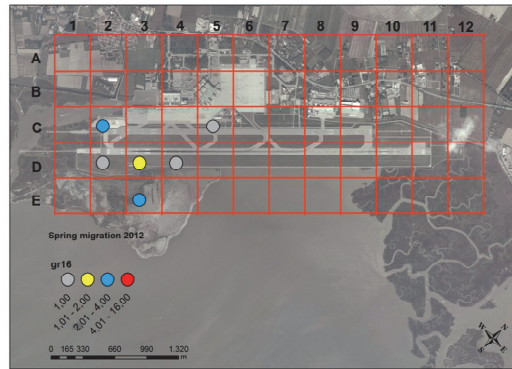 1 2 3 4 5 6 7 8 9 10 11 12
A
B
C
D
E
Spring migration 2012
gr16
1,00 1,01 - 2,00 2,01 - 4,00 4,01 - 16,00
0 165 330 660 990 1.320
m
N
W E
S